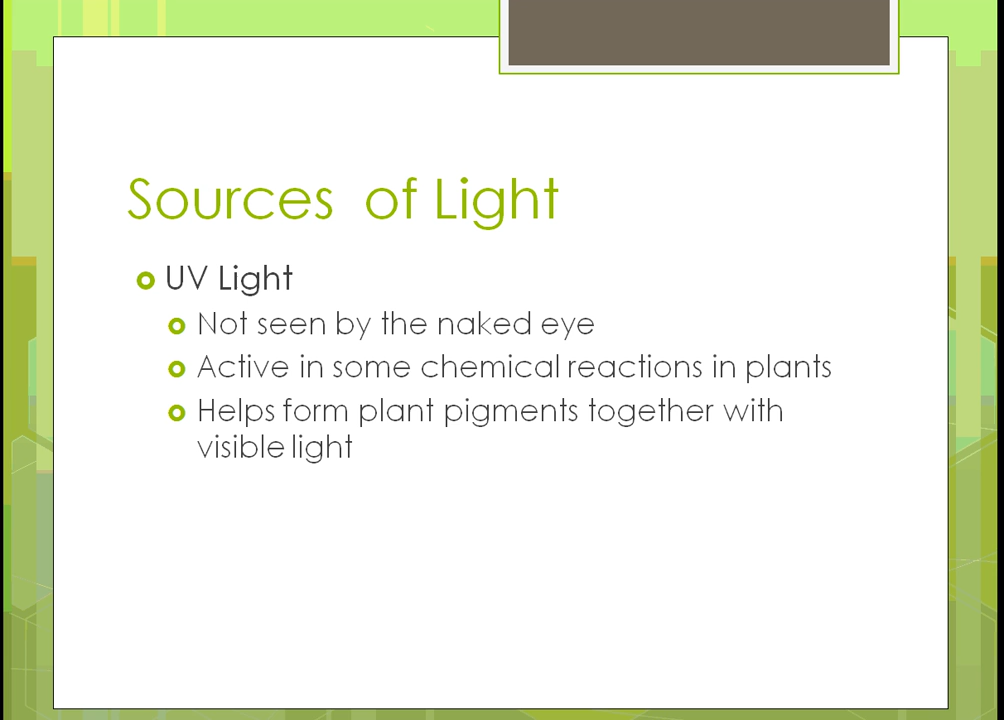 Sources of Light
UV Light
Not seen by the naked eye
Active in some chemical reactions in plants
Helps form plant pigments together with
visible light